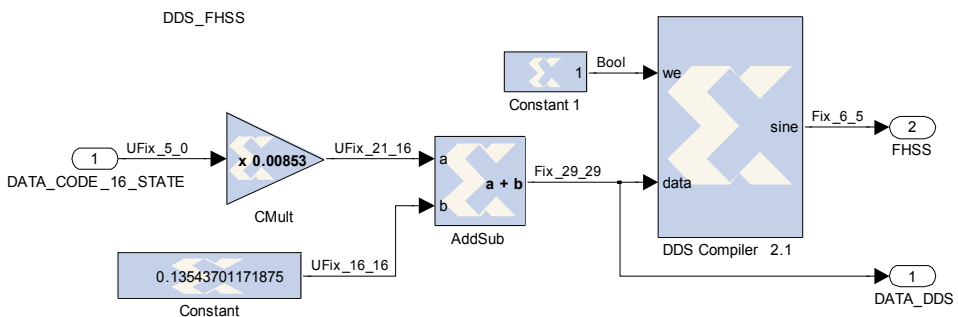 DDS_FHSS
1
DATA_CODE_16_STATE
UFix_5_0
x 0.00853
CMult
UFix_21_16
0.13543701171875
Constant
UFix_16_16
a
b
a + b
AddSub
Fix_29_29
1
Constant 1
Bool
we
data
sine
DDS Compiler 2.1
Fix_6_5
2
FHSS
1
DATA_DDS